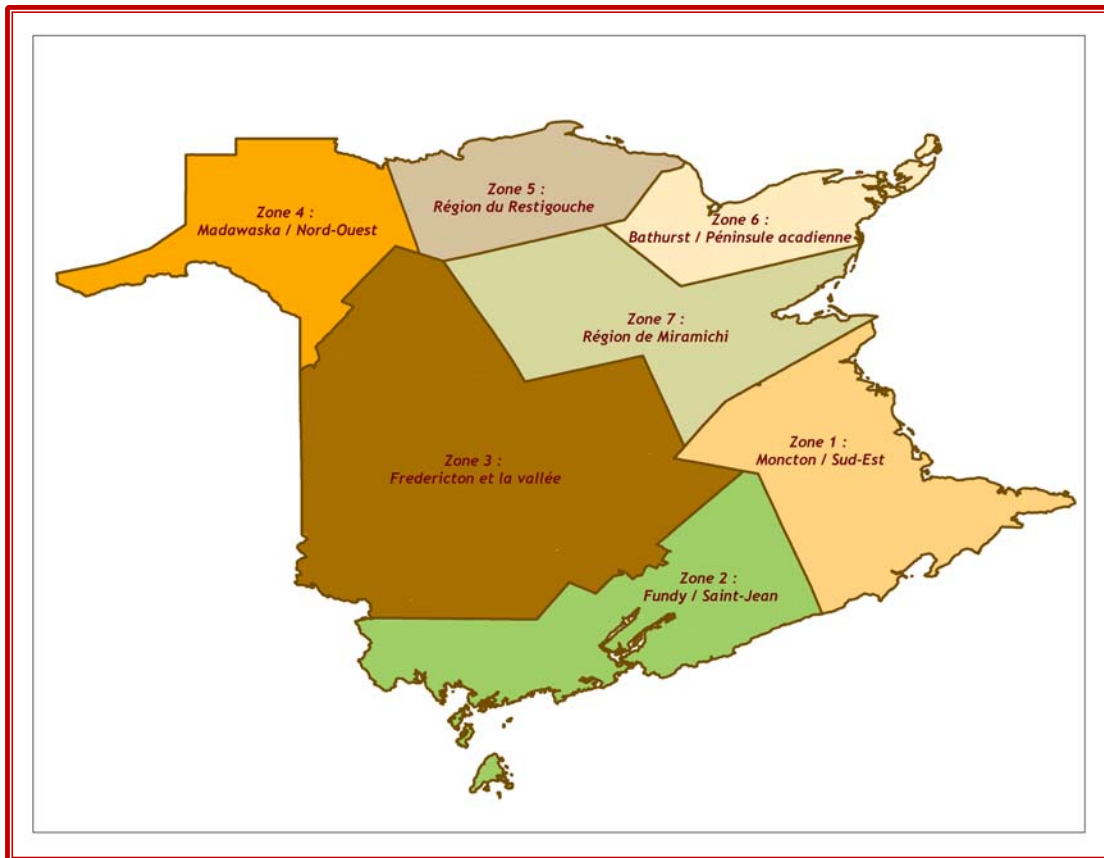 Zone 5 :
Région du Restigouche
Zone 4 :
Madawaska / Nord-Ouest
Zone 6 :
Bathurst / Péninsule acadienne
Zone 7 :
Région de Miramichi
Zone 1 :
Moncton / Sud-Est
Zone 3 :
Fredericton et la vallée
Zone 2 :
Fundy / Saint-Jean